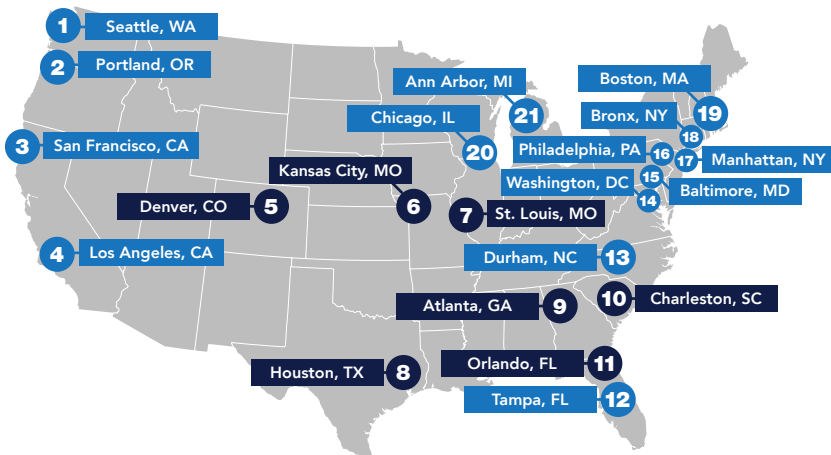 1 Seattle, WA
2 Portland, OR
3 San Francisco, CA
4 Los Angeles, CA
Denver, CO 5
Kansas City, MO 6
7 St. Louis, MO
Houston, TX 8
Atlanta, GA 9
10 Charleston, SC
Orlando, FL 11
Tampa, FL 12
Durham, NC 13
Washington, DC 14
15 Baltimore, MD
Philadelphia, PA 16
17 Manhattan, NY
Bronx, NY 18
Boston, MA 19
Chicago, IL 20
Ann Arbor, MI 21